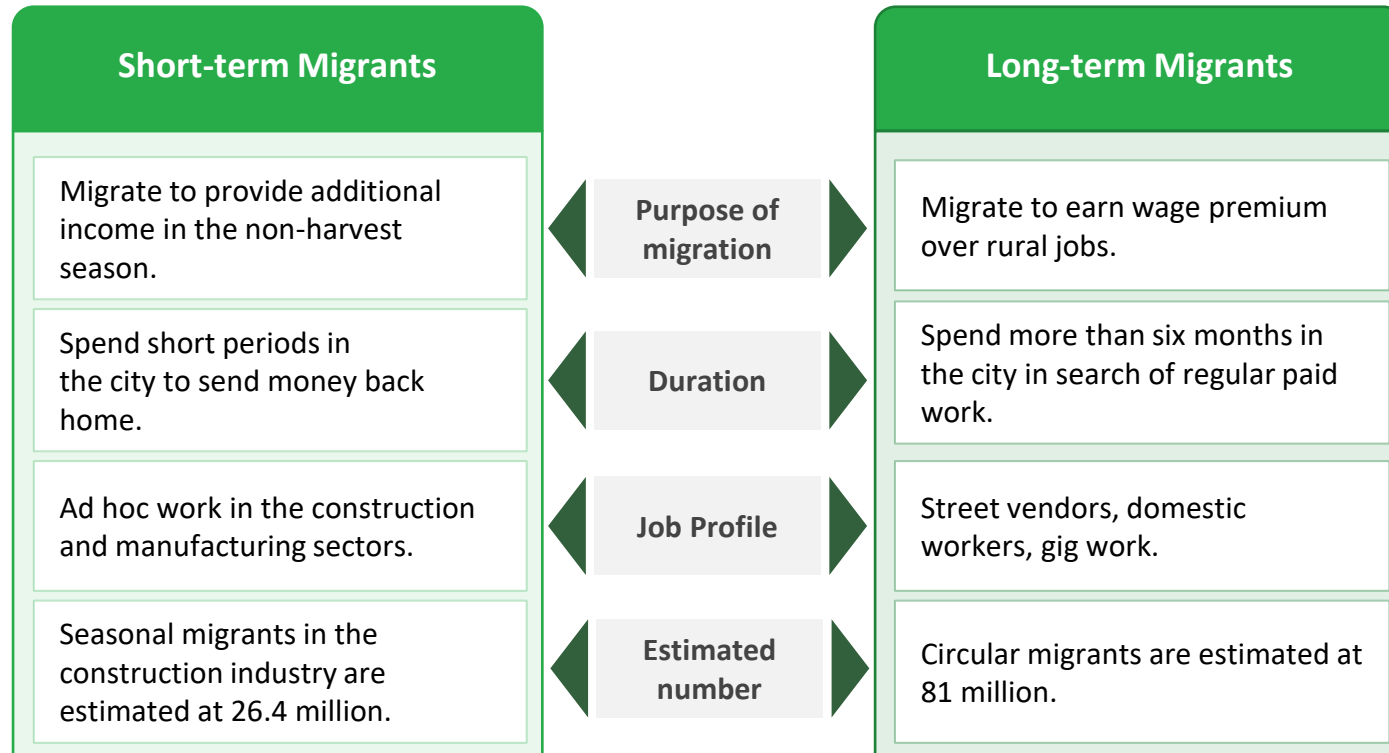 Short-term Migrants
Long-term Migrants
Migrate to provide additional
income in the non-harvest
season.
Purpose of
migration
Migrate to earn wage premium
over rural jobs.
Spend short periods in
the city to send money back
home.
Duration
Spend more than six months in
the city in search of regular paid
work.
Ad hoc work in the construction
and manufacturing sectors.
Job Profile
Street vendors, domestic
workers, gig work.
Seasonal migrants in the
construction industry are
estimated at 26.4 million.
Estimated
number
Circular migrants are estimated at
81 million.